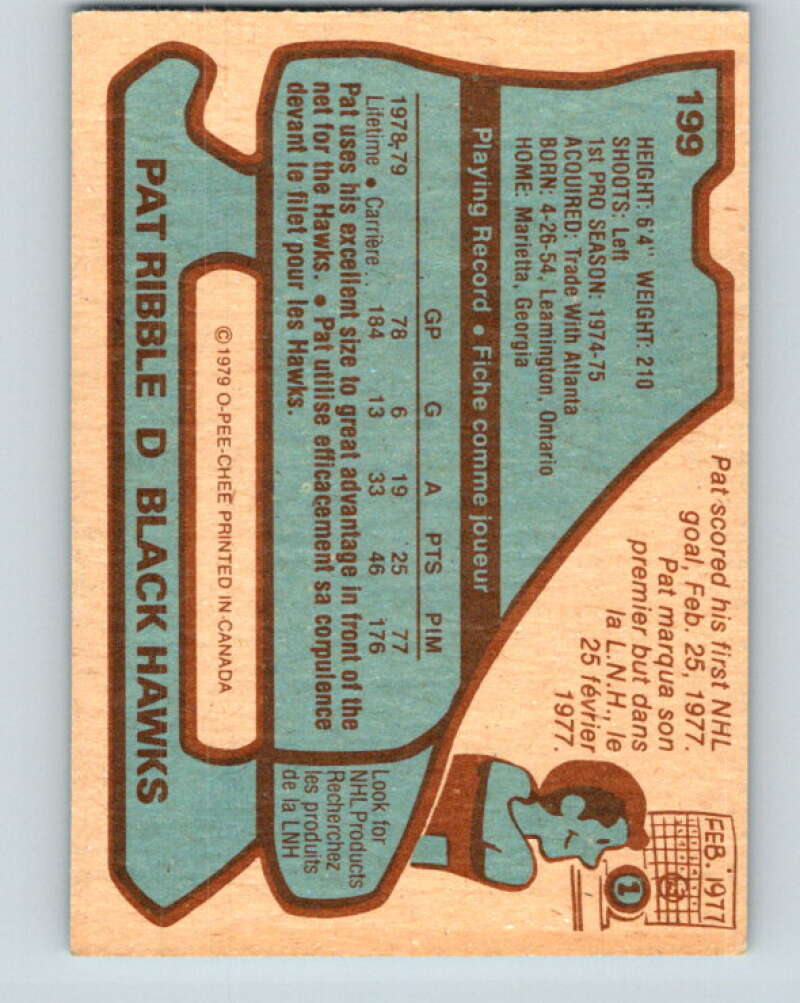 199
HEIGHT: 6'4" WEIGHT: 210
SHOOTS: Left
1st PRO SEASON: 1974-75
ACQUIRED: Trade With Atlanta
BORN: 4-26-54, Leamington, Ontario
HOME: Marietta, Georgia
Pat scored his first NHL
goal, Feb. 25, 1977.
Pat marqua son
premier but dans
la L.N.H., le
25 février
1977.
FEB. 1977
1
Playing Record • Fiche comme joueur
GP G A PTS PIM
1978-79 78 6 19 25 77
Lifetime • Carrière .. 184 13 33 46 176
Pat uses his excellent size to great advantage in front of the
net for the Hawks. • Pat utilise efficacement sa corpulence
devant le filet pour les Hawks.
Look for
NHL Products
Recherchez
les produits
de la LNH
© 1979 O-PEE-CHEE PRINTED IN CANADA
PAT RIBBLE D BLACK HAWKS